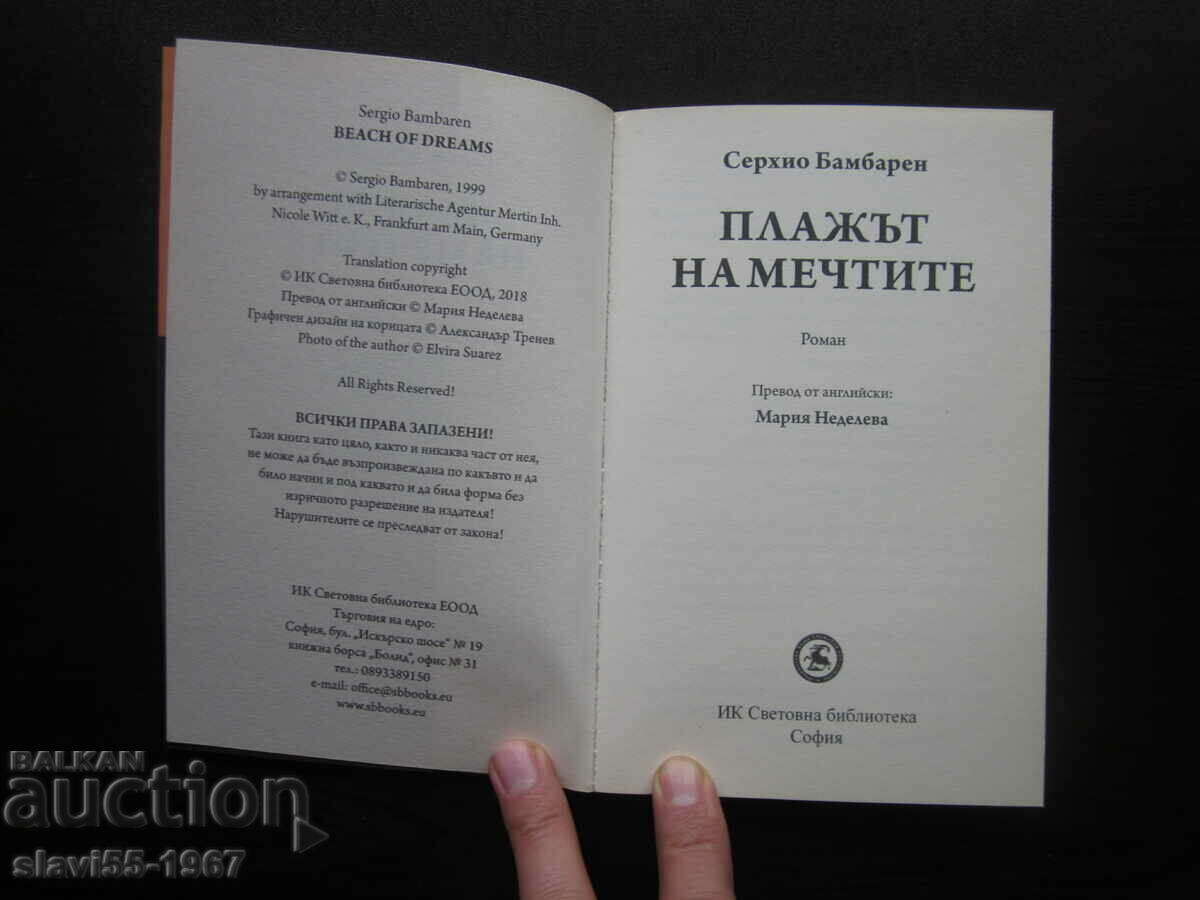 Sergio Bambaren
BEACH OF DREAMS
© Sergio Bambaren, 1999
by arrangement with Literarische Agentur Mertin Inh.
Nicole Witt e. K., Frankfurt am Main, Germany
Translation copyright
© ИК Световна библиотека ЕООД, 2018
Превод от английски © Мария Неделева
Графичен дизайн на корицата © Александър Тренев
Photo of the author © Elvira Suarez
All Rights Reserved!
ВСИЧКИ ПРАВА ЗАПАЗЕНИ!
Тази книга като цяло, както и никаква част от нея,
не може да бъде възпроизвеждана по какъвто и да
било начин и под каквато и да била форма без
изричното разрешение на издателя!
Нарушителите се преследват от закона!
ИК Световна библиотека ЕООД
Търговия на едро:
София, бул. „Искърско шосе“ № 19
книжна борса „Болид“, офис № 31
тел.: 0893389150
e-mail: office@sbbooks.eu
www.sbbooks.eu
Серхио Бамбарен
ПЛАЖЪТ
НА МЕЧТИТЕ
Роман
Превод от английски:
Мария Неделева
ИК Световна библиотека
София
BALKAN
auction
slavi55-1967